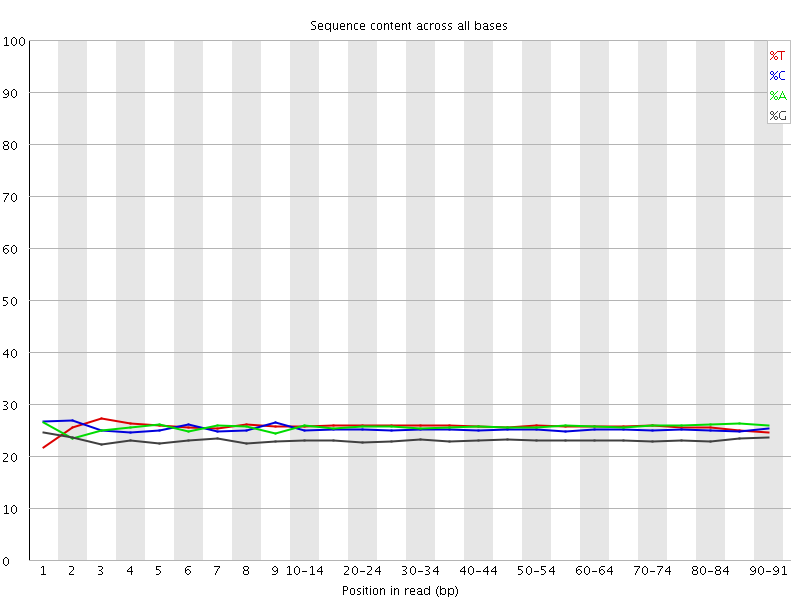 Sequence content across all bases
100
90
80
70
60
50
40
30
20
10
0
%T
%C
%A
%G
1 2 3 4 5 6 7 8 9 10-14 20-24 30-34 40-44 50-54 60-64 70-74 80-84 90-91
Position in read (bp)